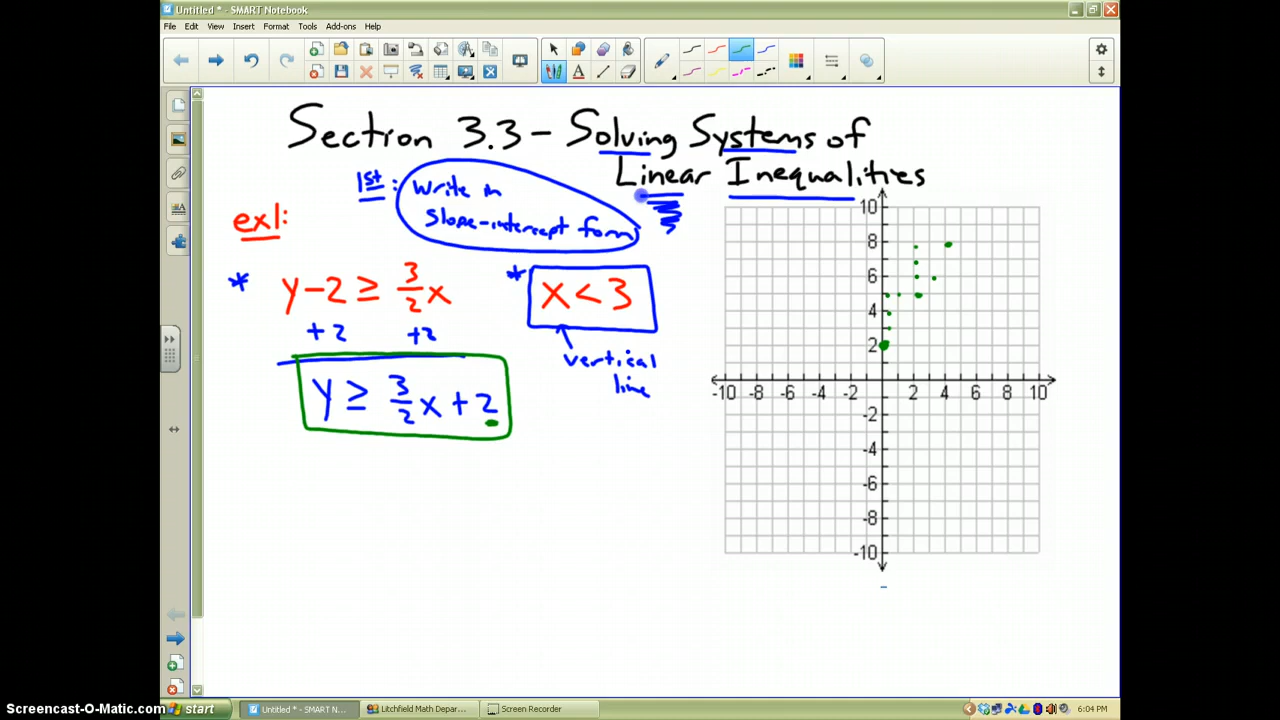 Untitled * - SMART Notebook
File Edit View Insert Format Tools Add-ons Help
Section 3.3 - Solving Systems of
Linear Inequalities
1st: Write in
slope-intercept form
ex1:
* y-2 ≥ 3/2 x
+2 +2
y ≥ 3/2 x + 2
* x < 3
vertical
line
10
8
6
4
2
-10 -8 -6 -4 -2 2 4 6 8 10
-2
-4
-6
-8
-10
Screencast-O-Matic.com
start
Untitled * - SMART N...
Litchfield Math Depar...
Screen Recorder
6:04 PM